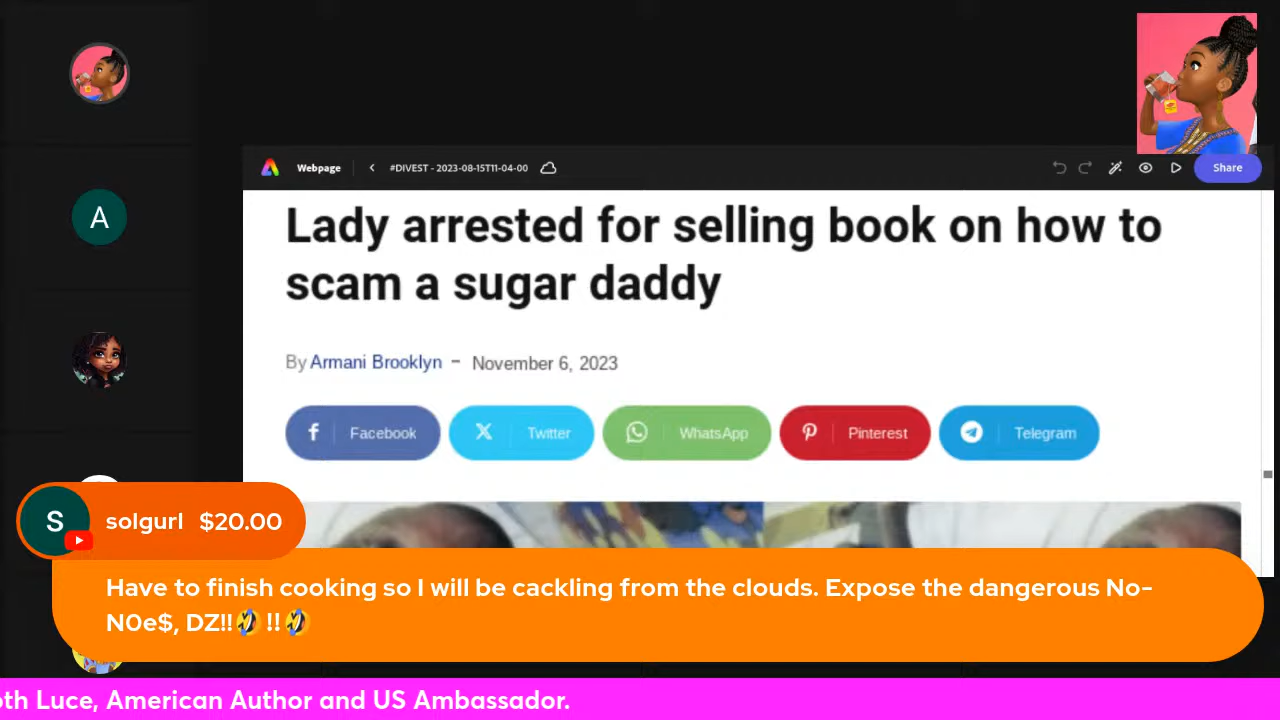 A
Webpage
#DIVEST - 2023-08-15T11-04-00
Share
Lady arrested for selling book on how to
scam a sugar daddy
By Armani Brooklyn - November 6, 2023
Facebook
Twitter
WhatsApp
Pinterest
Telegram
S
solgurl $20.00
Have to finish cooking so I will be cackling from the clouds. Expose the dangerous No-
N0e$, DZ!!🤣 !!🤣
Luce, American Author and US Ambassador.